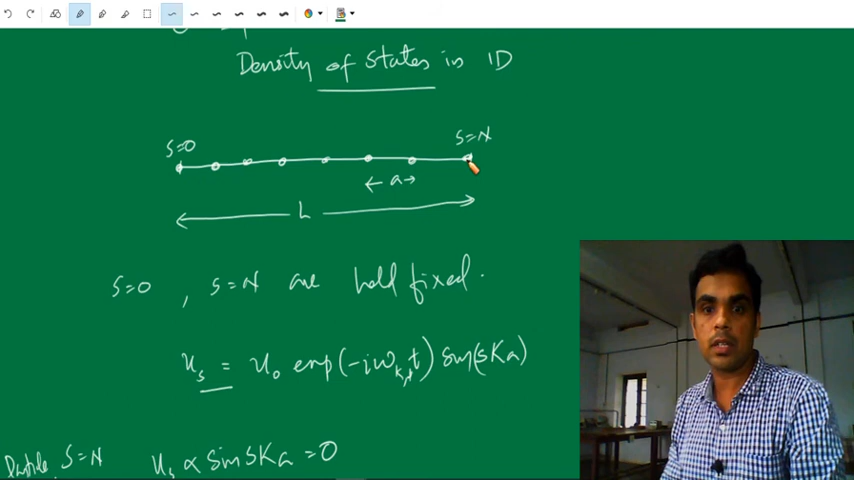 Density of States in 1D
S=0
S=N
a
L
S=0, S=N are held fixed.
u_s = u_0 exp(-iω_{k,p}t) sin(sKa)
Particle S=N u_s ∝ sin sKa = 0